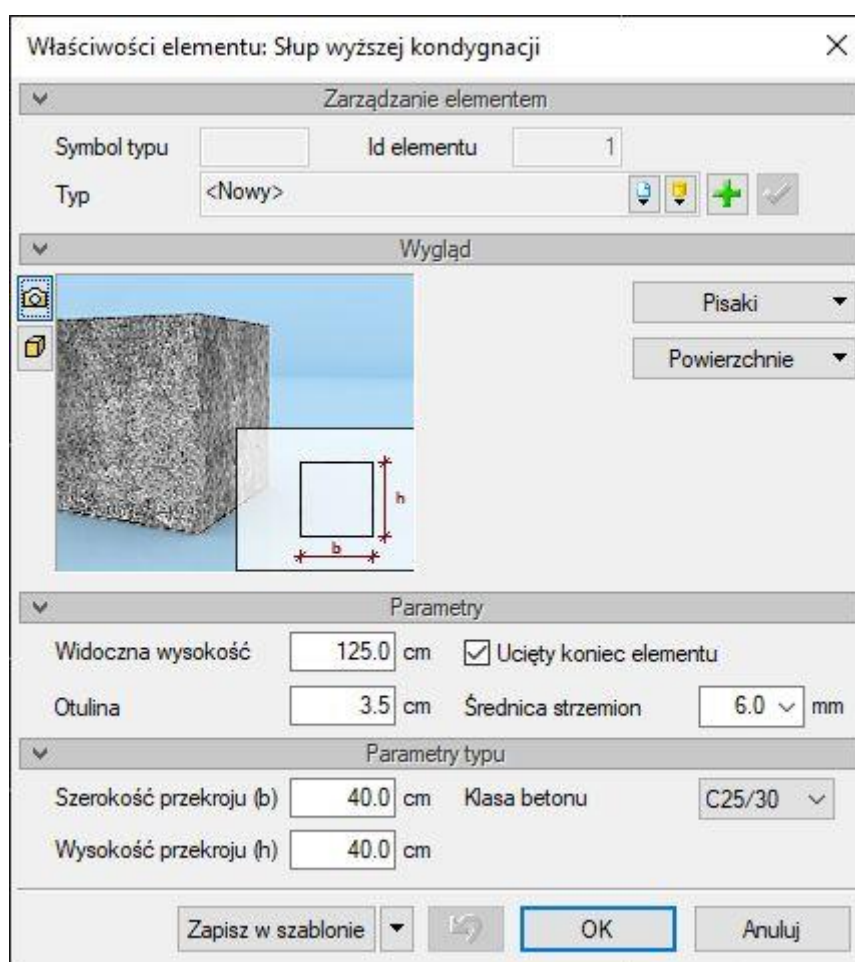 Właściwości elementu: Słup wyższej kondygnacji
Zarządzanie elementem
Symbol typu Id elementu 1
Typ <Nowy>
Wygląd
Pisaki
Powierzchnie
h
b
Parametry
Widoczna wysokość 125.0 cm Ucięty koniec elementu
Otulina 3.5 cm Średnica strzemion 6.0 mm
Parametry typu
Szerokość przekroju (b) 40.0 cm Klasa betonu C25/30
Wysokość przekroju (h) 40.0 cm
Zapisz w szablonie OK Anuluj